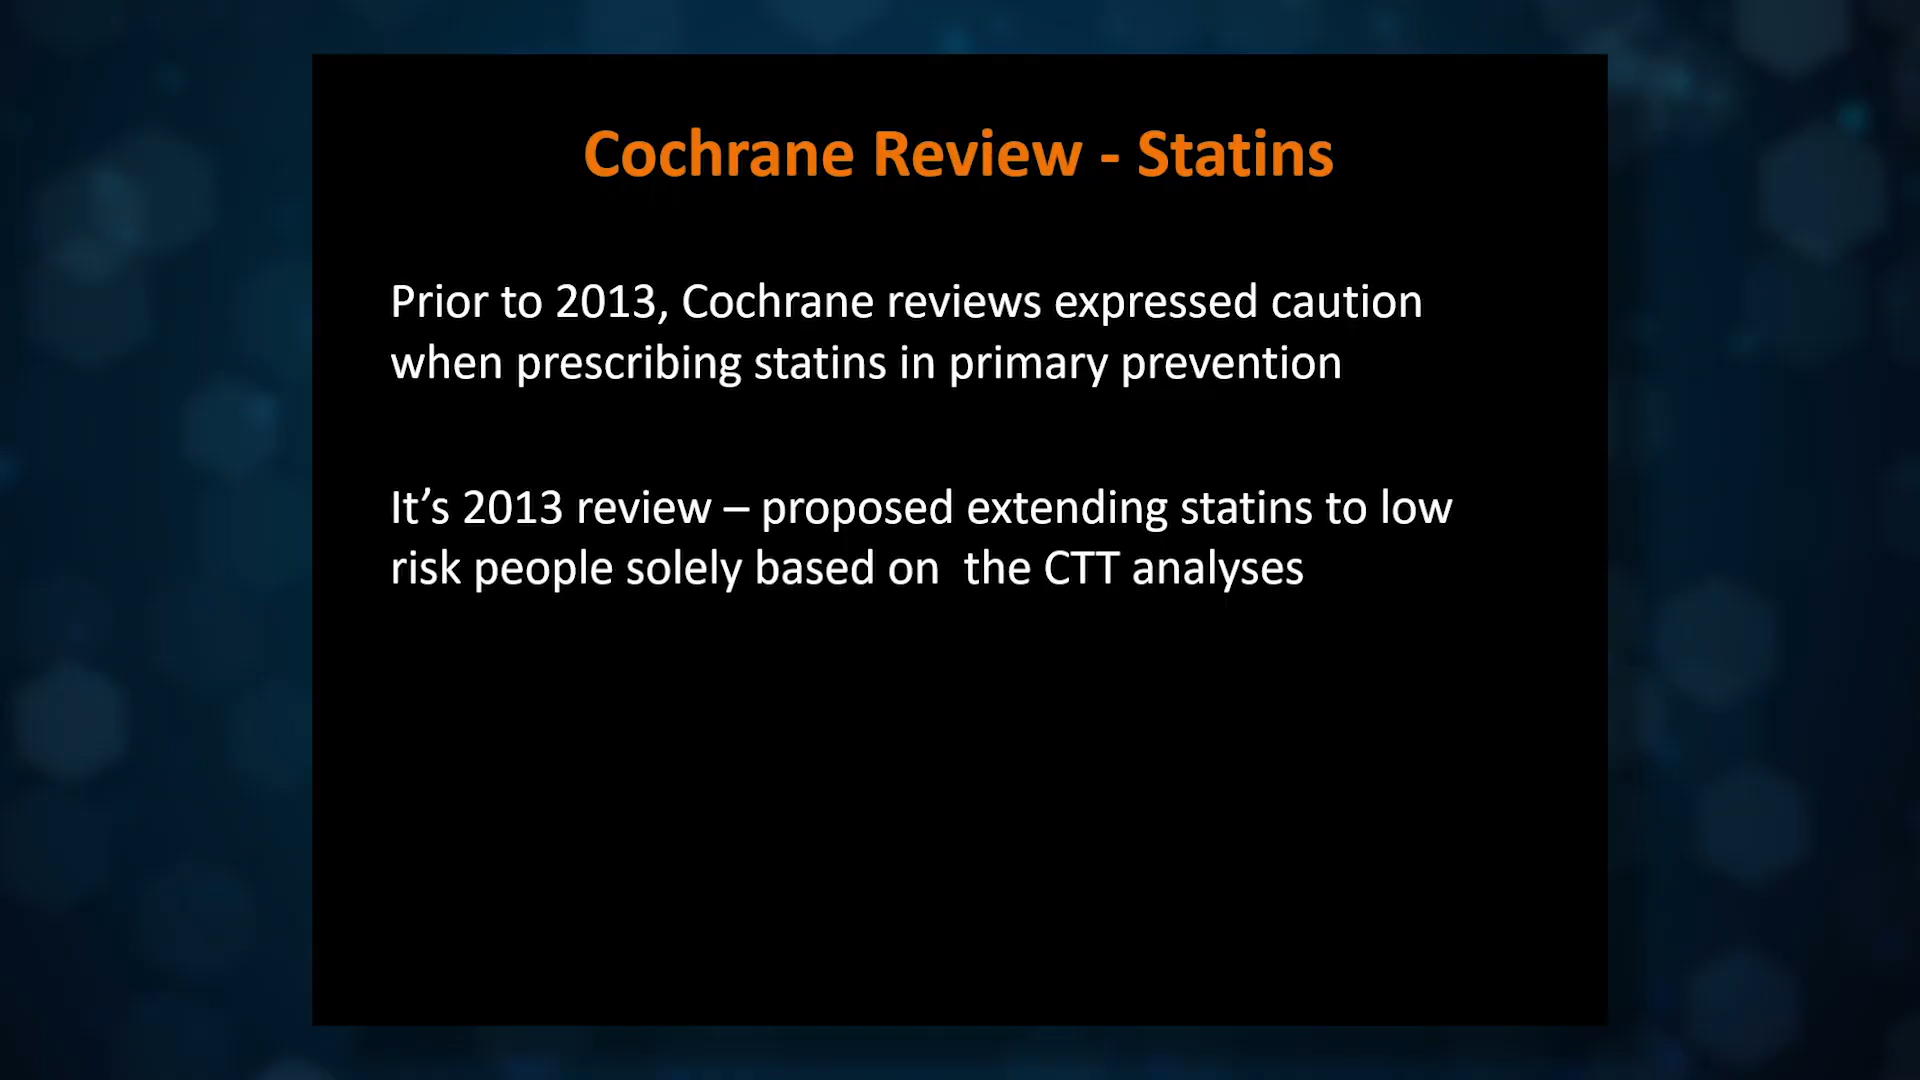 Cochrane Review - Statins
Prior to 2013, Cochrane reviews expressed caution
when prescribing statins in primary prevention
It’s 2013 review – proposed extending statins to low
risk people solely based on  the CTT analyses